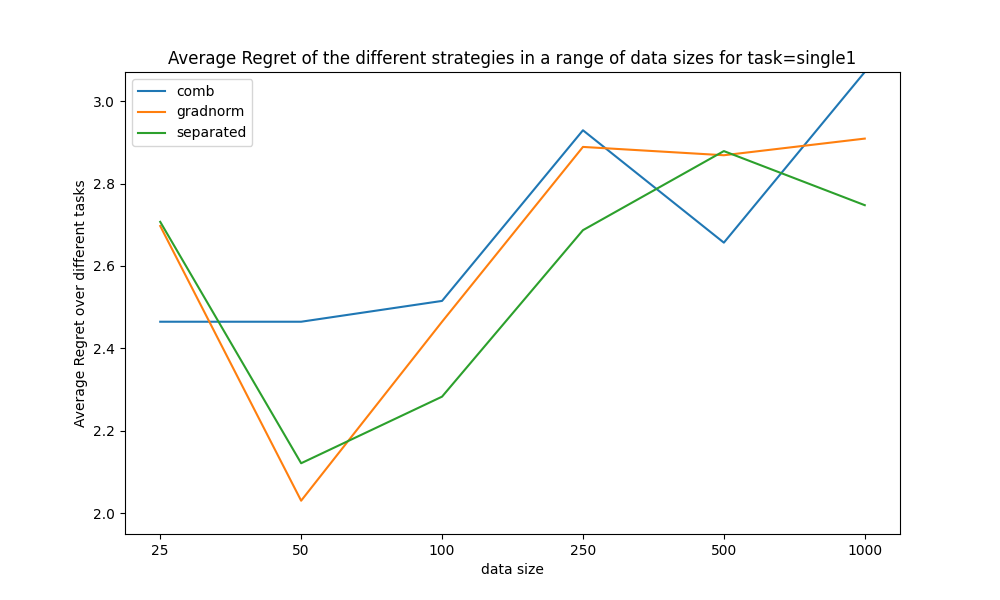 Average Regret of the different strategies in a range of data sizes for task=single1
comb
gradnorm
separated
Average Regret over different tasks
3.0
2.8
2.6
2.4
2.2
2.0
25 50 100 250 500 1000
data size